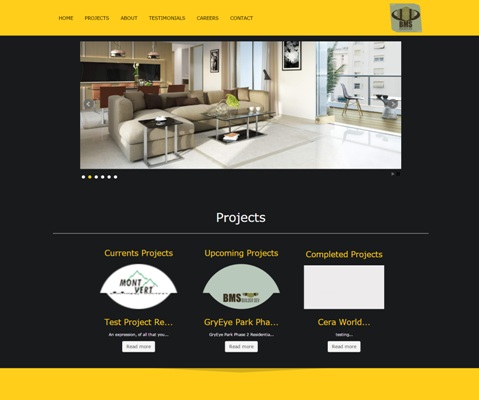 HOME PROJECTS ABOUT TESTIMONIALS CAREERS CONTACT
BMS
Projects
Currents Projects Upcoming Projects Completed Projects
MONT VERT
BMS
Test Project Re... GryEye Park Pha... Cera World...
An expression, of all that you... GryEye Park Phase 2 Residentia... testing...
Read more Read more Read more